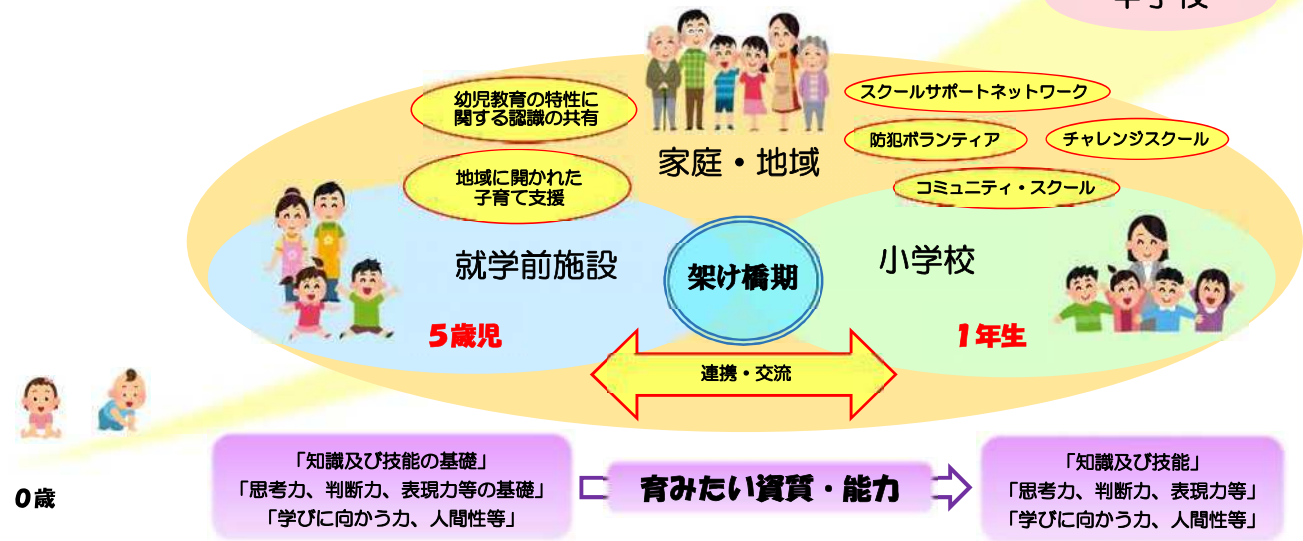 幼児教育の特性に
関する認識の共有
地域に開かれた
子育て支援
家庭・地域
スクールサポートネットワーク
防犯ボランティア
チャレンジスクール
コミュニティ・スクール
就学前施設
架け橋期
小学校
5歳児
1年生
連携・交流
0歳
「知識及び技能の基礎」
「思考力、判断力、表現力等の基礎」
「学びに向かう力、人間性等」
育みたい資質・能力
「知識及び技能」
「思考力、判断力、表現力等」
「学びに向かう力、人間性等」